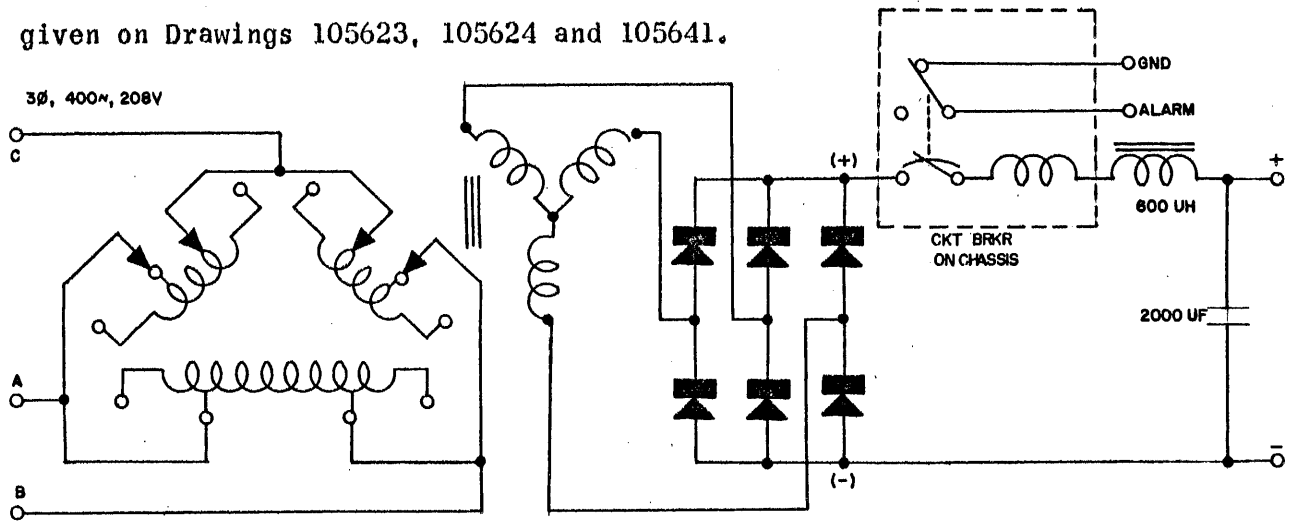 given on Drawings 105623, 105624 and 105641.
3Ø, 400~, 208V
C
GND
ALARM
(+)
+
600 UH
CKT BRKR
ON CHASSIS
2000 UF
A
B
(-)
-